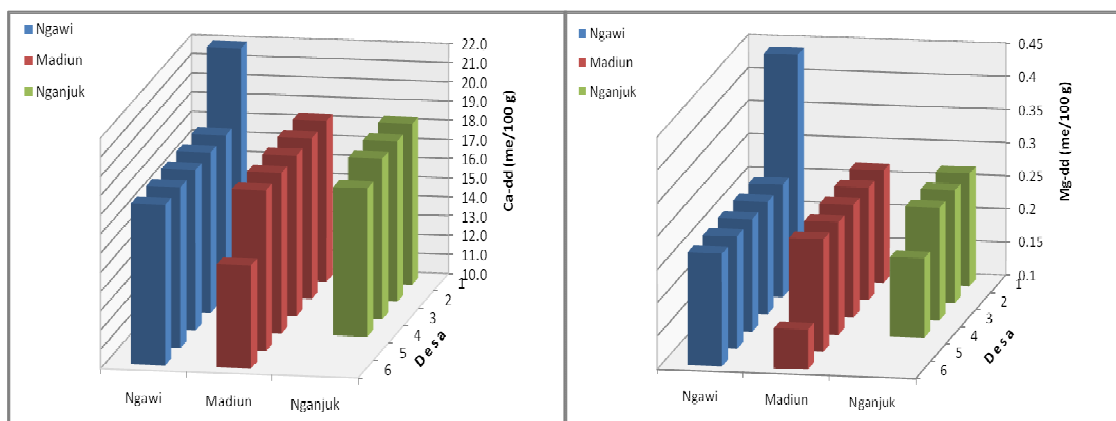 Ngawi
Madiun
Nganjuk
22.0
21.0
20.0
19.0
18.0
17.0
16.0
15.0
14.0
13.0
12.0
11.0
10.0
Ca-dd (me/100 g)
1
2
3
4
5
6
Desa
Ngawi
Madiun
Nganjuk
Ngawi
Madiun
Nganjuk
0.45
0.4
0.35
0.3
0.25
0.2
0.15
0.1
Mg-dd (me/100 g)
1
2
3
4
5
6
Desa
Ngawi
Madiun
Nganjuk